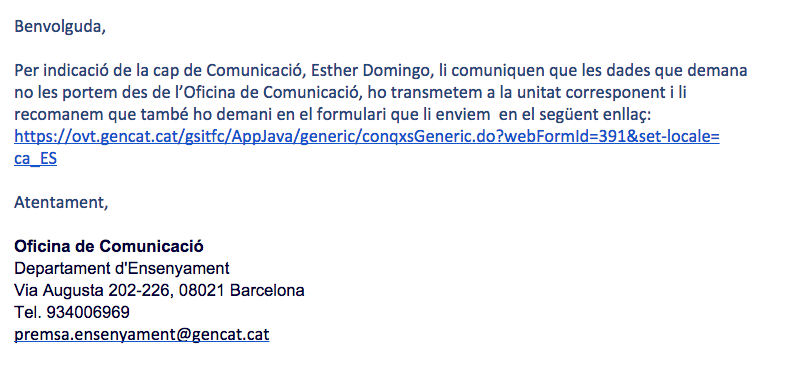 Benvolguda,
Per indicació de la cap de Comunicació, Esther Domingo, li comuniquen que les dades que demana
no les portem des de l’Oficina de Comunicació, ho transmetem a la unitat corresponent i li
recomanem que també ho demani en el formulari que li enviem  en el següent enllaç:
https://ovt.gencat.cat/gsitfc/AppJava/generic/conqxsGeneric.do?webFormId=391&set-locale=
ca_ES
Atentament,
Oficina de Comunicació
Departament d'Ensenyament
Via Augusta 202-226, 08021 Barcelona
Tel. 934006969
premsa.ensenyament@gencat.cat